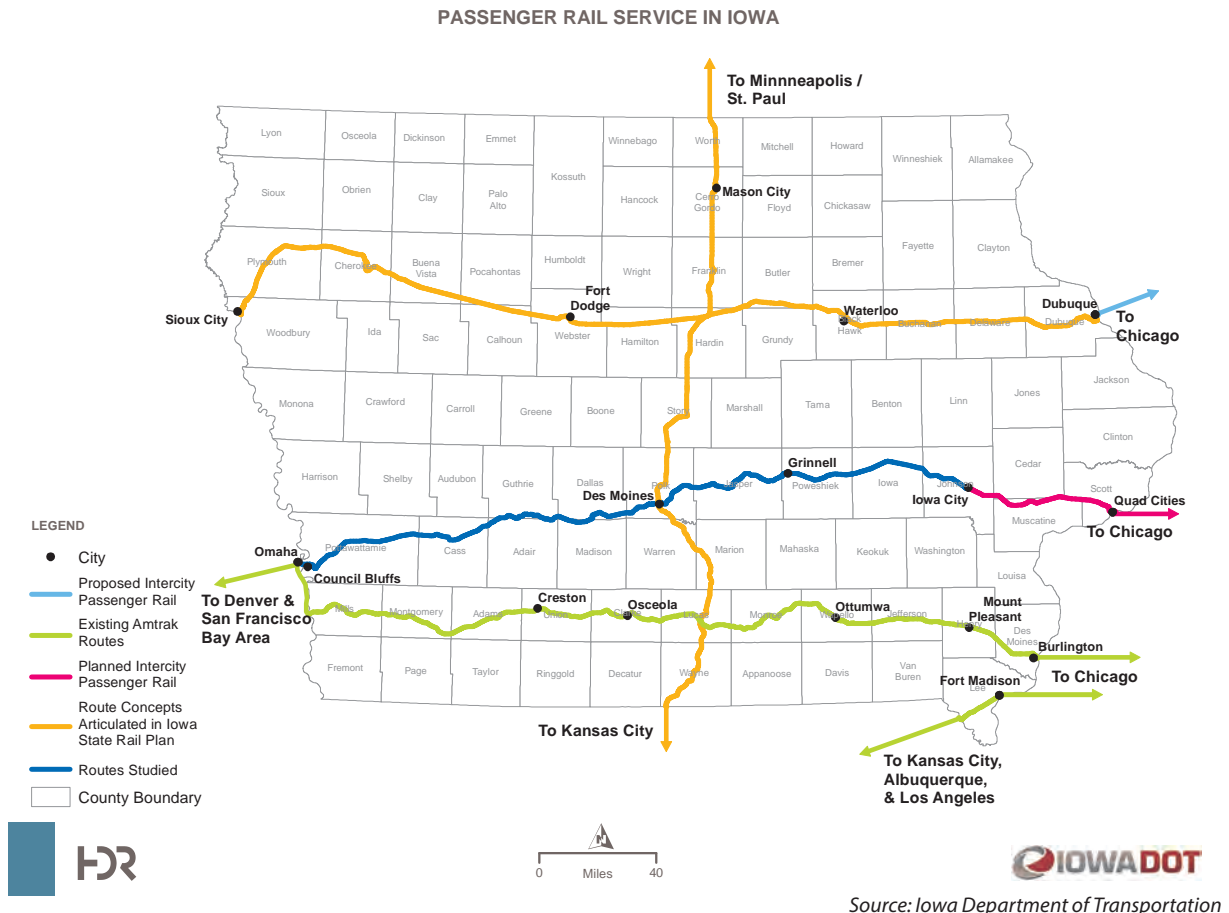 PASSENGER RAIL SERVICE IN IOWA
To Minnneapolis /
St. Paul
Lyon
Osceola
Dickinson
Emmet
Winnebago
Worth
Mitchell
Howard
Winneshiek
Allamakee
Kossuth
Sioux
Obrien
Clay
Palo
Alto
Hancock
Mason City
Cerro
Gordo
Floyd
Chickasaw
Fayette
Clayton
Plymouth
Cherokee
Buena
Vista
Pocahontas
Humboldt
Wright
Franklin
Butler
Bremer
Fort
Dodge
Waterloo
Dubuque
Sioux City
To
Chicago
Woodbury
Ida
Sac
Calhoun
Webster
Hamilton
Hardin
Grundy
Black
Hawk
Buchanan
Delaware
Dubuque
Jackson
Monona
Crawford
Carroll
Greene
Boone
Story
Marshall
Tama
Benton
Linn
Jones
Clinton
Cedar
Harrison
Shelby
Audubon
Guthrie
Dallas
Polk
Jasper
Grinnell
Poweshiek
Iowa
Johnson
Scott
Des Moines
Iowa City
Quad Cities
Muscatine
To Chicago
LEGEND
City
Proposed Intercity
Passenger Rail
Existing Amtrak
Routes
Planned Intercity
Passenger Rail
Route Concepts
Articulated in Iowa
State Rail Plan
Routes Studied
County Boundary
Omaha
Pottawattamie
Council Bluffs
Cass
Adair
Madison
Warren
Marion
Mahaska
Keokuk
Washington
Louisa
To Denver &
San Francisco
Bay Area
Mills
Montgomery
Adams
Creston
Union
Osceola
Clarke
Lucas
Monroe
Ottumwa
Wapello
Jefferson
Mount
Pleasant
Henry
Des
Moines
Burlington
To Chicago
Fremont
Page
Taylor
Ringgold
Decatur
Wayne
Appanoose
Davis
Van
Buren
Fort Madison
Lee
To Kansas City
To Kansas City,
Albuquerque,
& Los Angeles
HDR
N
0 Miles 40
IOWADOT
Source: Iowa Department of Transportation